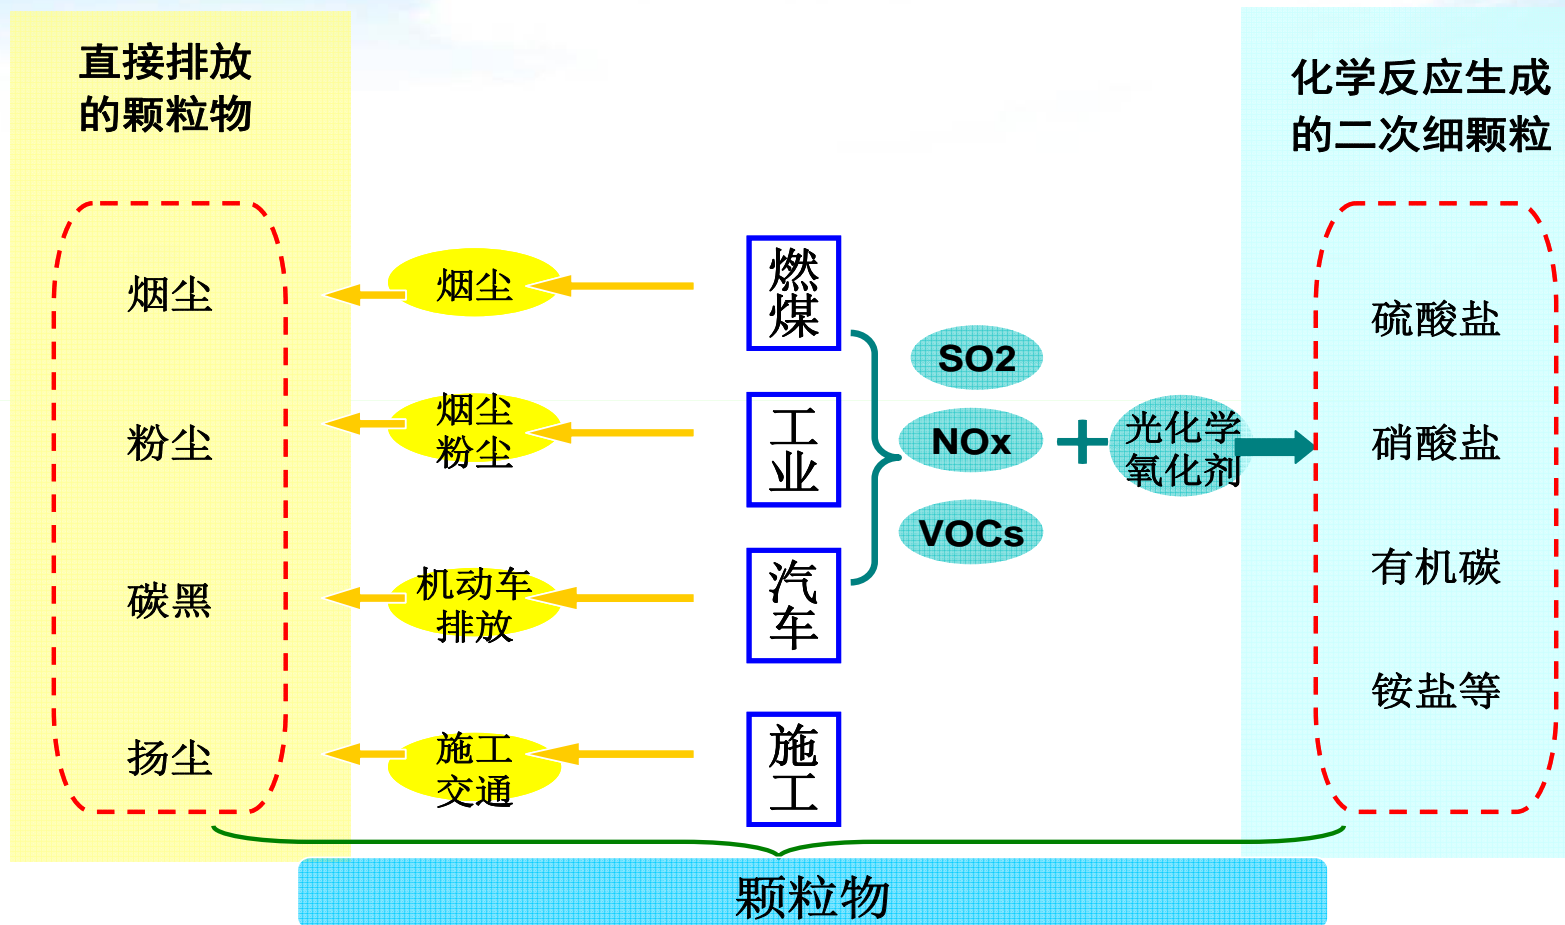 直接排放
的颗粒物
烟尘
粉尘
碳黑
扬尘
烟尘
烟尘
粉尘
机动车
排放
施工
交通
燃
煤
工
业
汽
车
施
工
SO2
NOx
VOCs
+
光化学
氧化剂
化学反应生成
的二次细颗粒
硫酸盐
硝酸盐
有机碳
铵盐等
颗粒物